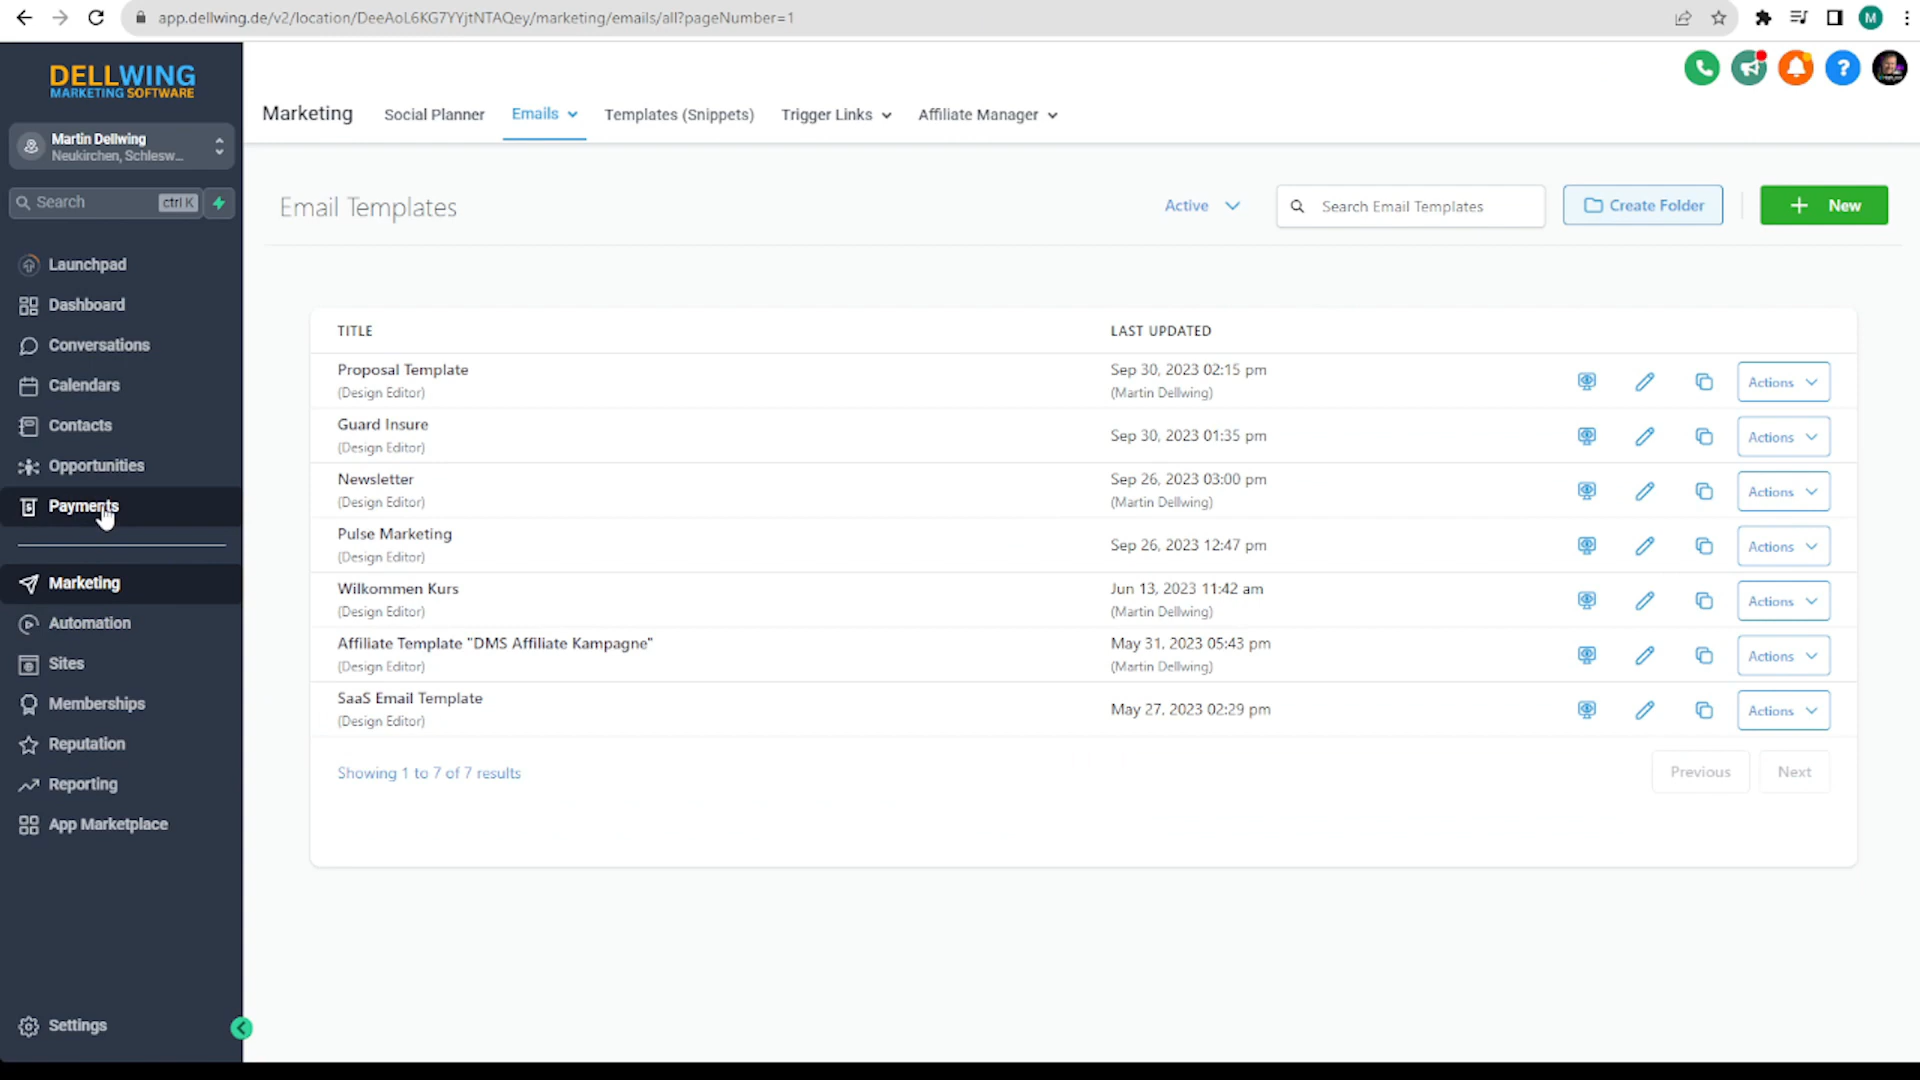 app.dellwing.de/v2/location/DeeAoL6KG7YYjtNTAQey/marketing/emails/all?pageNumber=1
M
DELLWING
MARKETING SOFTWARE
Martin Dellwing
Neukirchen, Schlesw...
Search
ctrl K
Launchpad
Dashboard
Conversations
Calendars
Contacts
Opportunities
Payments
Marketing
Automation
Sites
Memberships
Reputation
Reporting
App Marketplace
Settings
Marketing
Social Planner
Emails
Templates (Snippets)
Trigger Links
Affiliate Manager
?
Email Templates
Active
Search Email Templates
Create Folder
+ New
TITLE LAST UPDATED
Proposal Template Sep 30, 2023 02:15 pm Actions
(Design Editor) (Martin Dellwing)
Guard Insure Sep 30, 2023 01:35 pm Actions
(Design Editor)
Newsletter Sep 26, 2023 03:00 pm Actions
(Design Editor) (Martin Dellwing)
Pulse Marketing Sep 26, 2023 12:47 pm Actions
(Design Editor)
Wilkommen Kurs Jun 13, 2023 11:42 am Actions
(Design Editor) (Martin Dellwing)
Affiliate Template "DMS Affiliate Kampagne" May 31, 2023 05:43 pm Actions
(Design Editor) (Martin Dellwing)
SaaS Email Template May 27, 2023 02:29 pm Actions
(Design Editor)
Showing 1 to 7 of 7 results
Previous Next